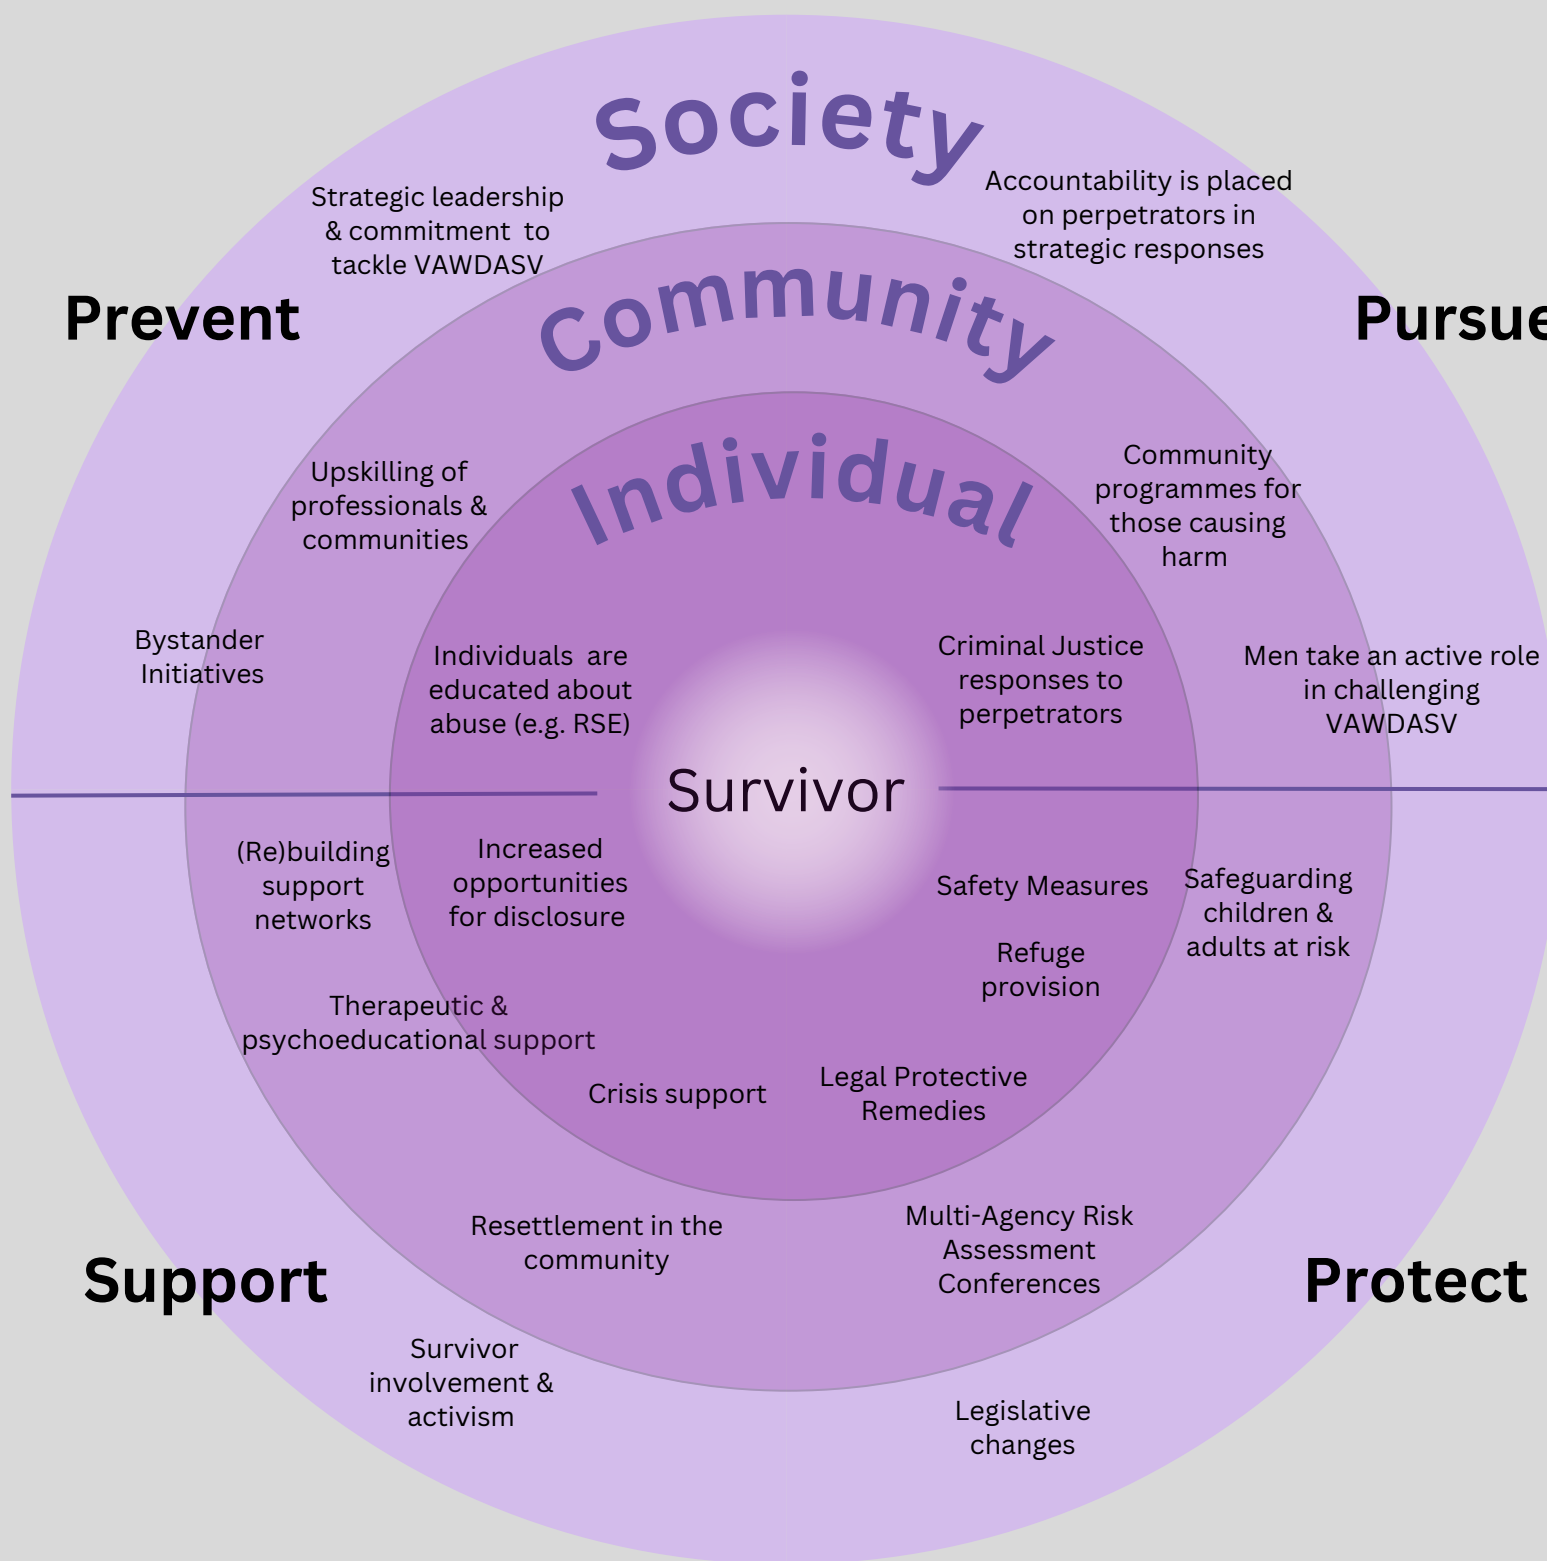 Society
Strategic leadership
& commitment to
tackle VAWDASV
Accountability is placed
on perpetrators in
strategic responses
Prevent
Pursue
Community
Individual
Upskilling of
professionals &
communities
Community
programmes for
those causing
harm
Bystander
Initiatives
Individuals are
educated about
abuse (e.g. RSE)
Criminal Justice
responses to
perpetrators
Men take an active role
in challenging
VAWDASV
Survivor
(Re)building
support
networks
Increased
opportunities
for disclosure
Safety Measures
Safeguarding
children &
adults at risk
Refuge
provision
Therapeutic &
psychoeducational support
Crisis support
Legal Protective
Remedies
Resettlement in the
community
Multi-Agency Risk
Assessment
Conferences
Support
Protect
Survivor
involvement &
activism
Legislative
changes